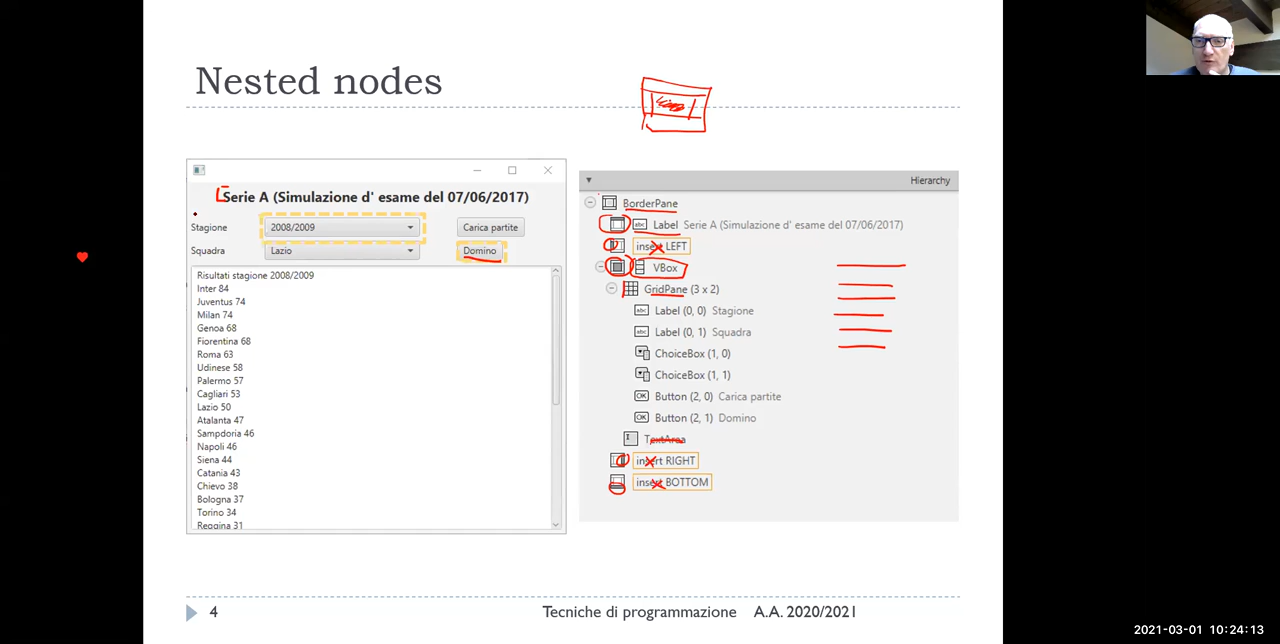 Nested nodes
Serie A (Simulazione d' esame del 07/06/2017)
Stagione
2008/2009
Carica partite
Squadra
Lazio
Domino
Risultati stagione 2008/2009
Inter 84
Juventus 74
Milan 74
Genoa 68
Fiorentina 68
Roma 63
Udinese 58
Palermo 57
Cagliari 53
Lazio 50
Atalanta 47
Sampdoria 46
Napoli 46
Siena 44
Catania 43
Chievo 38
Bologna 37
Torino 34
Reggina 31
Hierarchy
BorderPane
abc Label Serie A (Simulazione d' esame del 07/06/2017)
insert LEFT
VBox
GridPane (3 x 2)
abc Label (0, 0) Stagione
abc Label (0, 1) Squadra
ChoiceBox (1, 0)
ChoiceBox (1, 1)
OK Button (2, 0) Carica partite
OK Button (2, 1) Domino
TextArea
insert RIGHT
insert BOTTOM
4
Tecniche di programmazione A.A. 2020/2021
2021-03-01 10:24:13